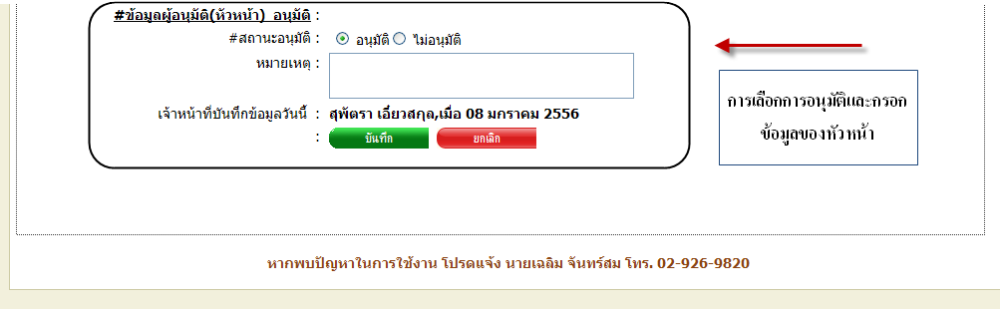 #ข้อมูลผู้อนุมัติ(หัวหน้า) อนุมัติ :
#สถานะอนุมัติ : อนุมัติ ไม่อนุมัติ
หมายเหตุ :
เจ้าหน้าที่บันทึกข้อมูลวันนี้ : สุพัตรา เอี่ยวสกุล,เมื่อ 08 มกราคม 2556
: บันทึก ยกเลิก
การเลือกการอนุมัติและกรอก
ข้อมูลของหัวหน้า
หากพบปัญหาในการใช้งาน โปรดแจ้ง นายเฉลิม จันทร์สม โทร. 02-926-9820